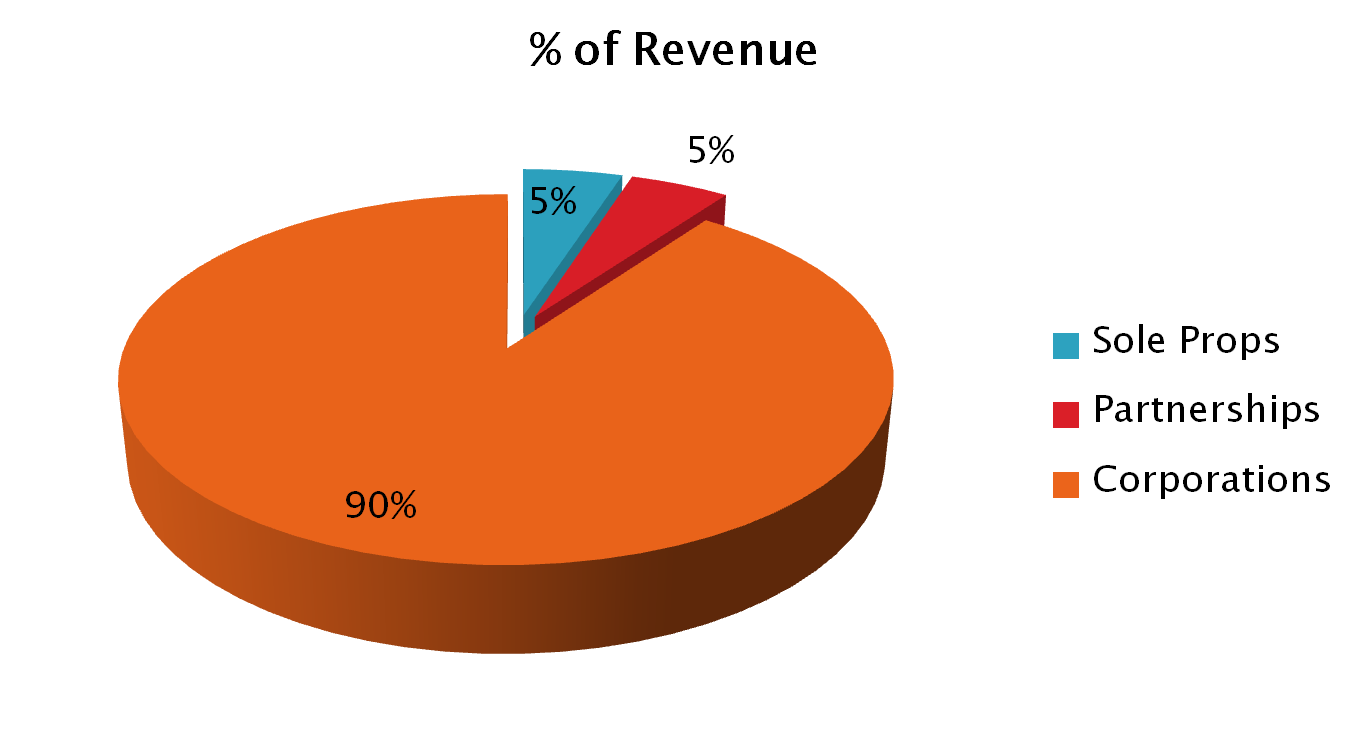 % of Revenue
5%
5%
90%
Sole Props
Partnerships
Corporations